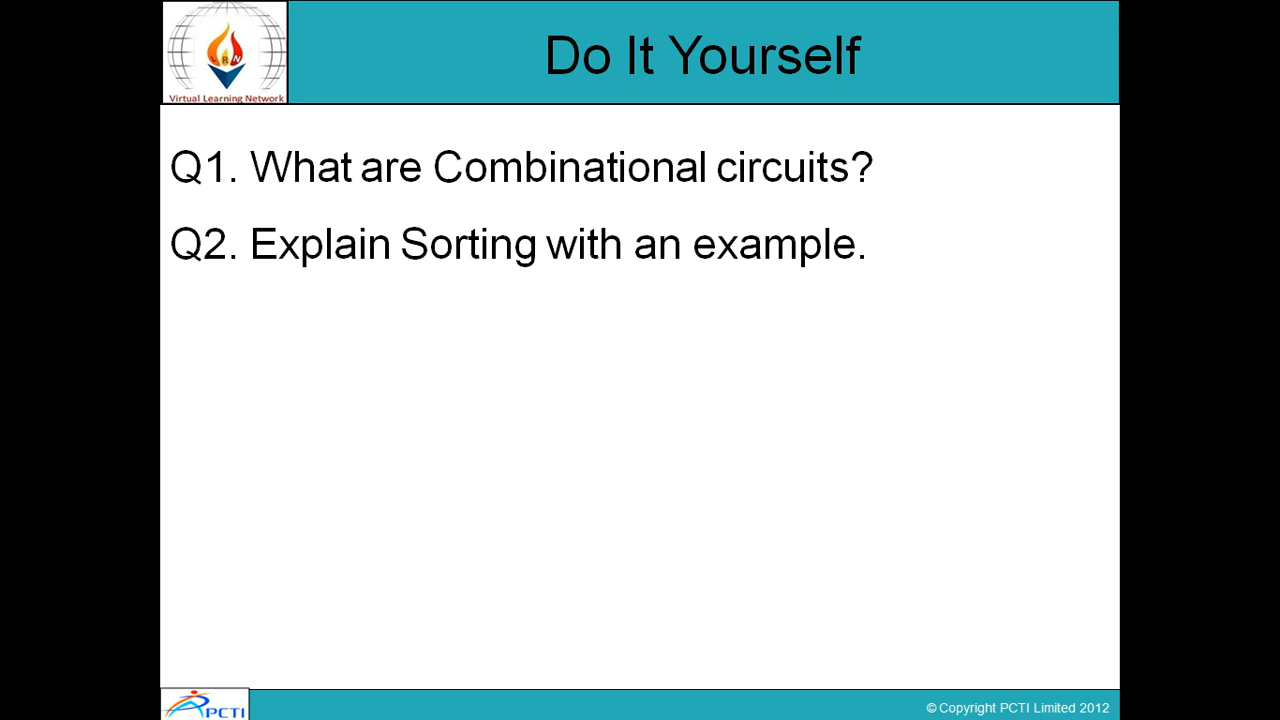 Do It Yourself
LRN
Virtual Learning Network
Q1. What are Combinational circuits?
Q2. Explain Sorting with an example.
PCTI
© Copyright PCTI Limited 2012